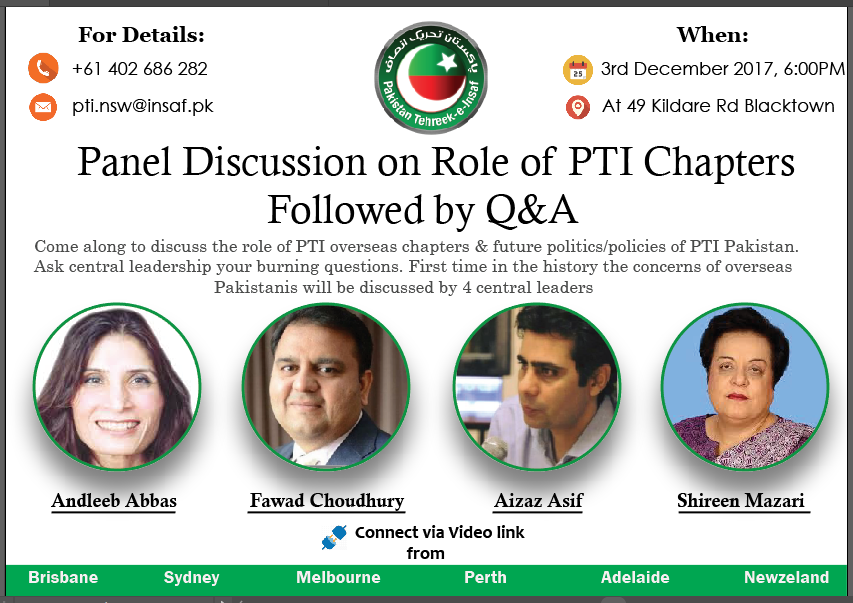 For Details:
+61 402 686 282
pti.nsw@insaf.pk
پاکستان تحریک انصاف
Pakistan Tehreek-e-Insaf
When:
25
3rd December 2017, 6:00PM
At 49 Kildare Rd Blacktown
Panel Discussion on Role of PTI Chapters
Followed by Q&A
Come along to discuss the role of PTI overseas chapters & future politics/policies of PTI Pakistan.
Ask central leadership your burning questions. First time in the history the concerns of overseas
Pakistanis will be discussed by 4 central leaders
Andleeb Abbas Fawad Choudhury Aizaz Asif Shireen Mazari
Connect via Video link
from
Brisbane Sydney Melbourne Perth Adelaide Newzeland